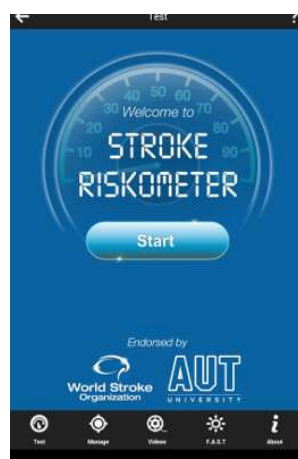 Test ?
40 50 60
30 Welcome to 70
20 80
10 STROKE 90
RISKOMETER
Start
Endorsed by
World Stroke
Organization
AUT
UNIVERSITY
Test Manage Videos F.A.S.T About